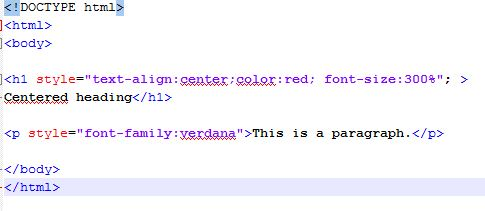 <!DOCTYPE html>
<html>
<body>
<h1 style="text-align:center;color:red; font-size:300%"; >
Centered heading</h1>
<p style="font-family:verdana">This is a paragraph.</p>
</body>
</html>